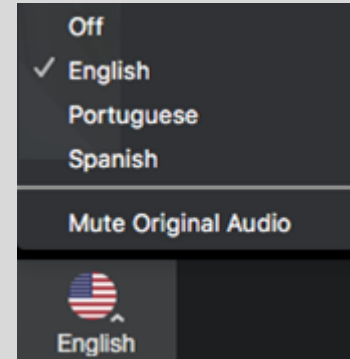 Off
English
Portuguese
Spanish
Mute Original Audio
English